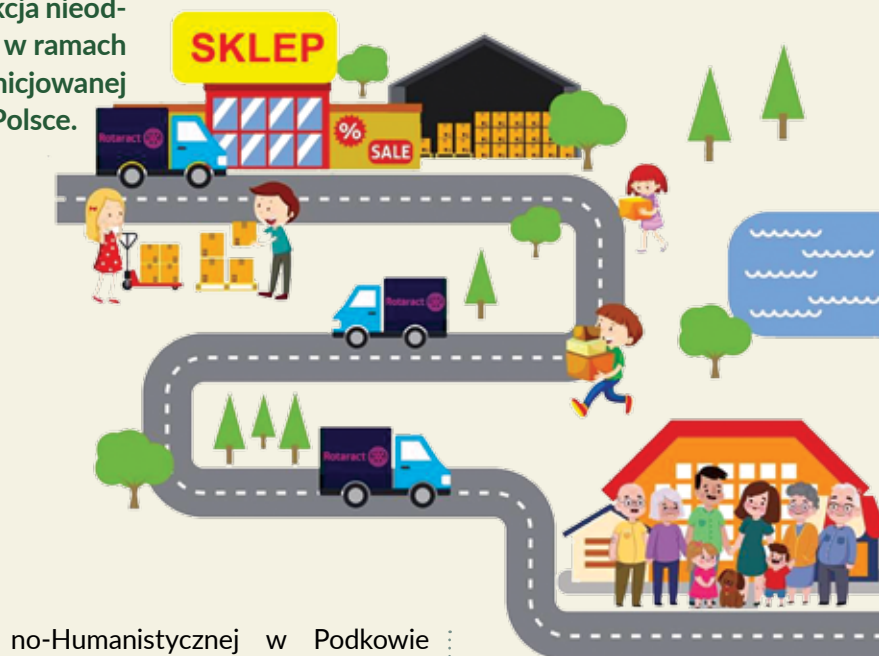 kcja nieod-
w ramach
nicjowanej
Polsce.
SKLEP
%
SALE
Rotaract
Rotaract
Rotaract
no-Humanistycznej w Podkowie